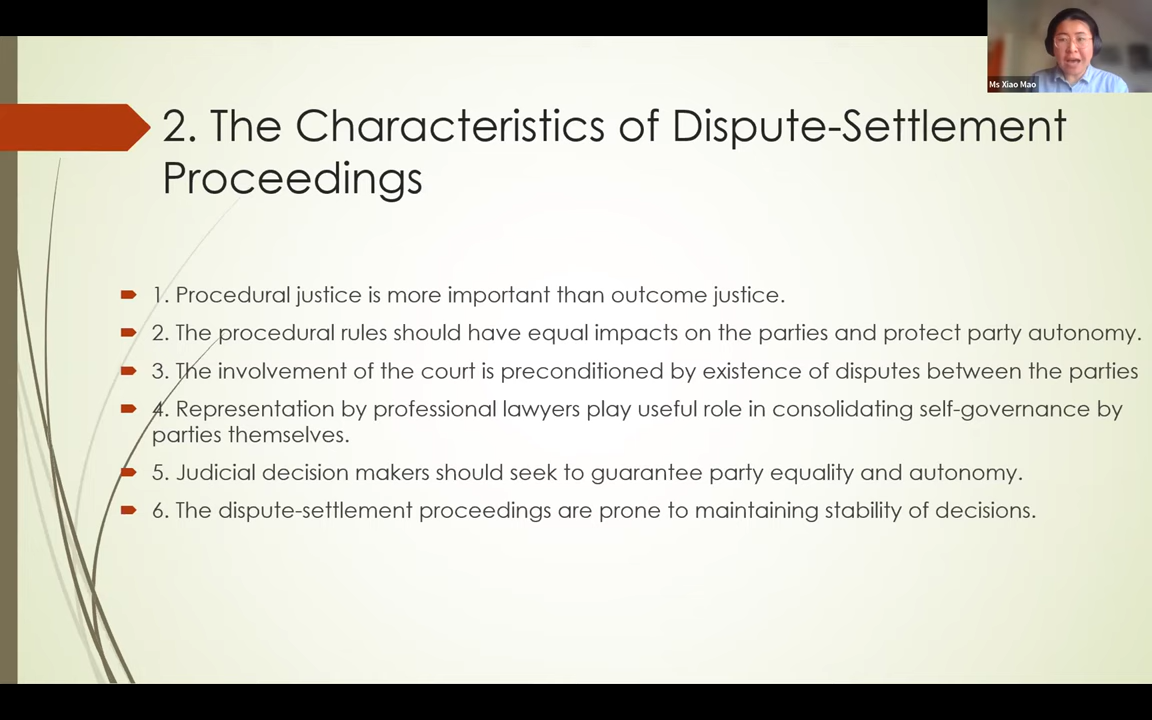 Ms Xiao Mao
2. The Characteristics of Dispute-Settlement
Proceedings
1. Procedural justice is more important than outcome justice.
2. The procedural rules should have equal impacts on the parties and protect party autonomy.
3. The involvement of the court is preconditioned by existence of disputes between the parties
4. Representation by professional lawyers play useful role in consolidating self-governance by
parties themselves.
5. Judicial decision makers should seek to guarantee party equality and autonomy.
6. The dispute-settlement proceedings are prone to maintaining stability of decisions.